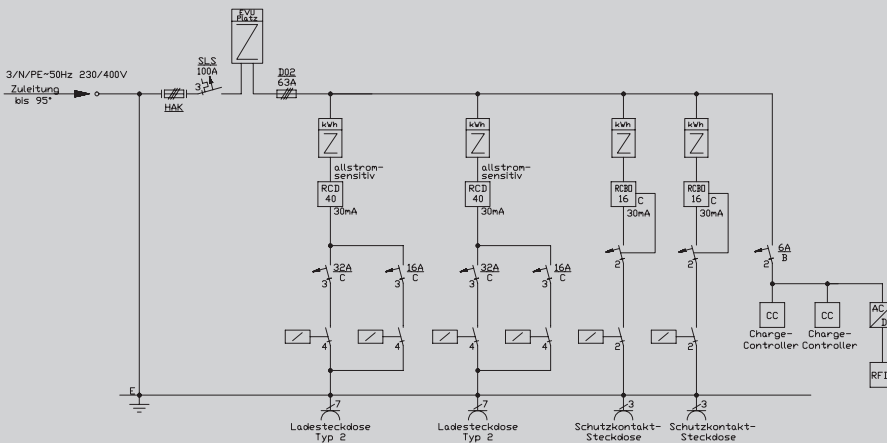 EVU
Platz
3/N/PE~50Hz 230/400V
Zuleitung
bis 95°
HAK
SLS
100A
3
D02
63A
kWh
kWh
kWh
kWh
allstrom-
sensitiv
allstrom-
sensitiv
RCD
40
30mA
RCD
40
30mA
RCBO
16
C
30mA
RCBO
16
C
30mA
32A
C
3
16A
C
3
32A
C
3
16A
C
3
2
2
6A
B
2
4
4
4
4
2
2
CC
Charge-
Controller
CC
Charge-
Controller
AC
D
RFI
E
7
Ladesteckdose
Typ 2
7
Ladesteckdose
Typ 2
3
Schutzkontakt-
Steckdose
3
Schutzkontakt-
Steckdose